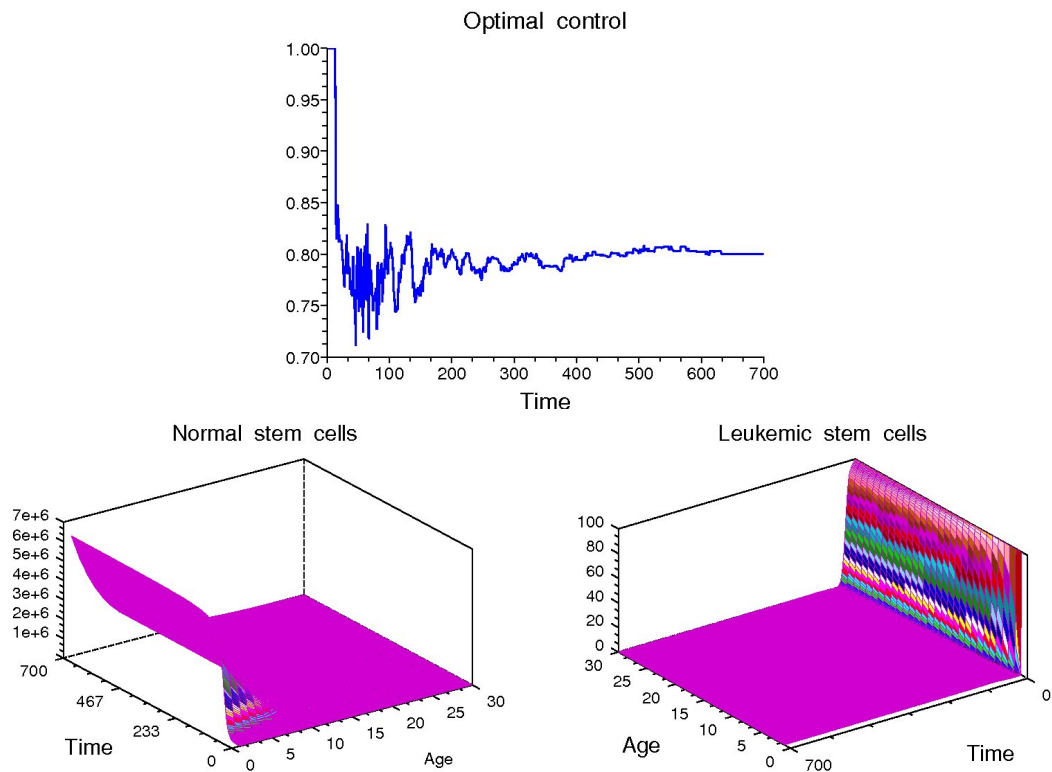 Optimal control
1.00
0.95
0.90
0.85
0.80
0.75
0.70
0 100 200 300 400 500 600 700
Time
Normal stem cells
7e+6
6e+6
5e+6
4e+6
3e+6
2e+6
1e+6
700
467
233
0
Time
0 5 10 15 20 25 30
Age
Leukemic stem cells
100
80
60
40
20
0
30
25
20
15
10
5
0
Age
700
0
Time